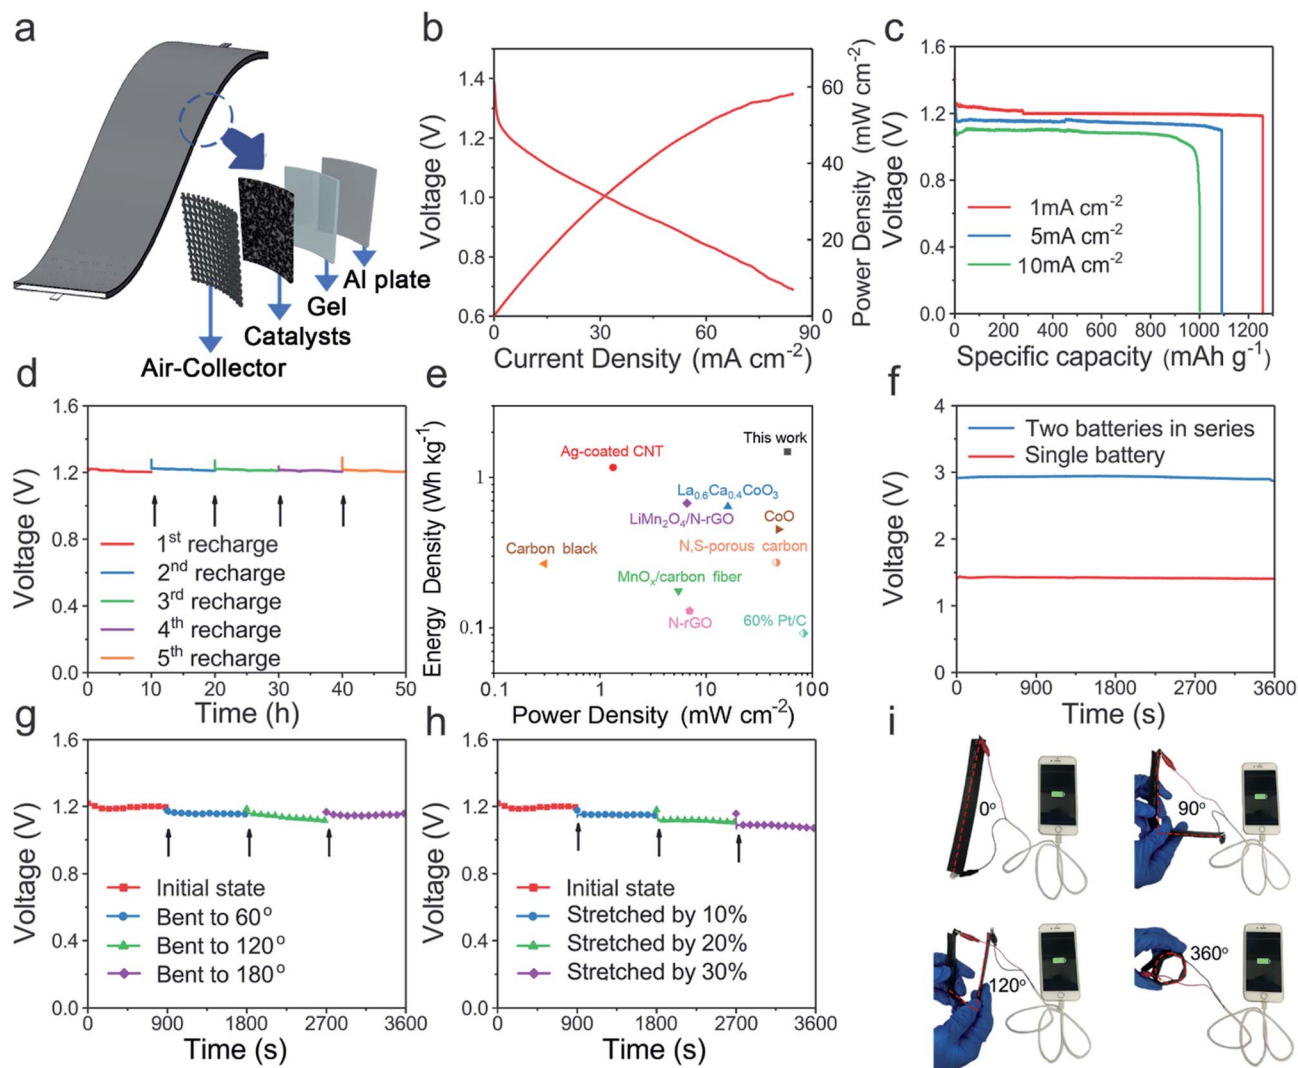 a
Al plate
Gel
Catalysts
Air-Collector
b
Voltage (V)
1.4
1.2
1.0
0.8
0.6
0 30 60 90
Current Density (mA cm-2)
60
40
20
0
Power Density (mW cm-2)
c
Voltage (V)
1.6
1.2
0.8
0.4
0.0
1mA cm-2
5mA cm-2
10mA cm-2
0 200 400 600 800 1000 1200
Specific capacity (mAh g-1)
d
Voltage (V)
1.6
1.2
0.8
0.4
0.0
1st recharge
2nd recharge
3rd recharge
4th recharge
5th recharge
0 10 20 30 40 50
Time (h)
e
Energy Density (Wh kg-1)
1
0.1
This work
Ag-coated CNT
La0.6Ca0.4CoO3
LiMn2O4/N-rGO
CoO
Carbon black
N,S-porous carbon
MnOx/carbon fiber
N-rGO
60% Pt/C
0.1 1 10 100
Power Density (mW cm-2)
f
Voltage (V)
4
3
2
1
0
Two batteries in series
Single battery
0 900 1800 2700 3600
Time (s)
g
Voltage (V)
1.6
1.2
0.8
0.4
0.0
Initial state
Bent to 60o
Bent to 120o
Bent to 180o
0 900 1800 2700 3600
Time (s)
h
Voltage (V)
1.6
1.2
0.8
0.4
0.0
Initial state
Stretched by 10%
Stretched by 20%
Stretched by 30%
0 900 1800 2700 3600
Time (s)
i
0o
90o
120o
360o